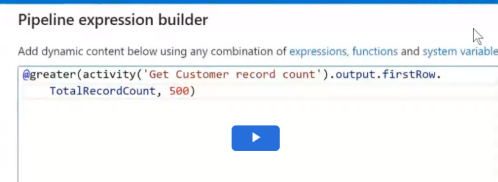 Pipeline expression builder
Add dynamic content below using any combination of expressions, functions and system variable
@greater(activity('Get Customer record count').output.firstRow.
TotalRecordCount, 500)